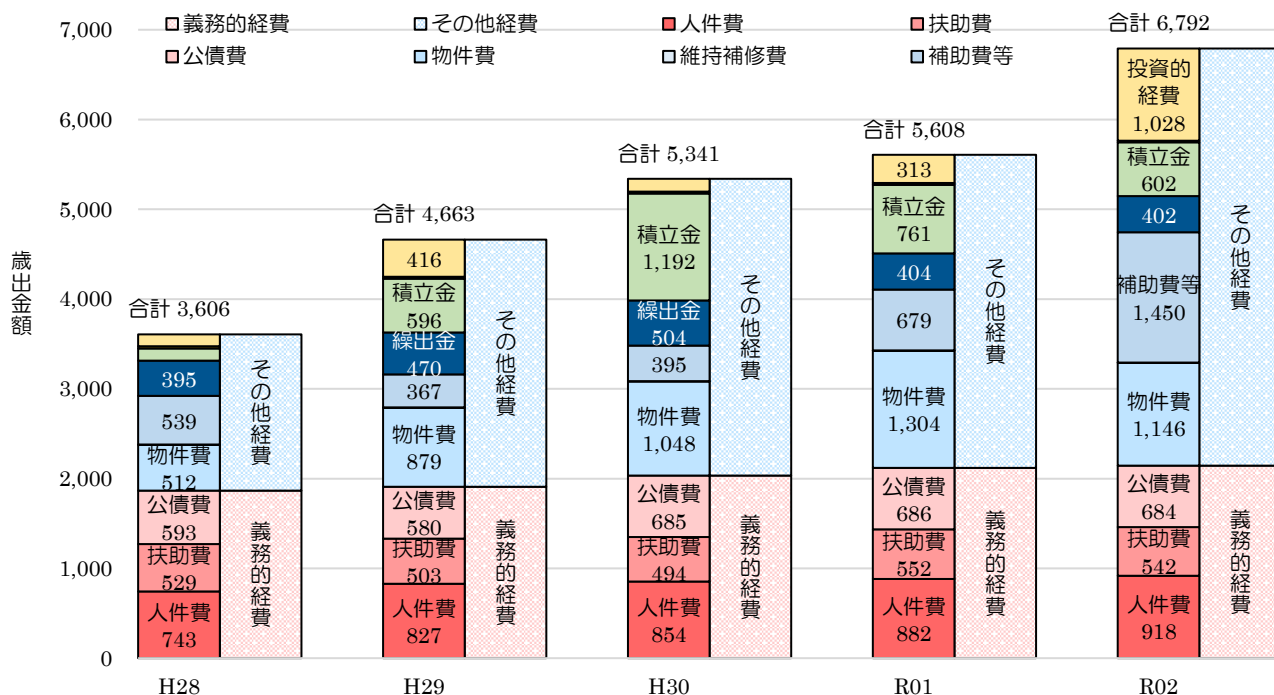 義務的経費 その他経費 人件費 扶助費
公債費 物件費 維持補修費 補助費等
歳出金額
7,000
6,000
5,000
4,000
3,000
2,000
1,000
0
合計 3,606
395
539
物件費
512
公債費
593
扶助費
529
人件費
743
その他経費
義務的経費
H28
合計 4,663
416
積立金
596
繰出金
470
367
物件費
879
公債費
580
扶助費
503
人件費
827
その他経費
義務的経費
H29
合計 5,341
積立金
1,192
繰出金
504
395
物件費
1,048
公債費
685
扶助費
494
人件費
854
その他経費
義務的経費
H30
合計 5,608
313
積立金
761
404
679
物件費
1,304
公債費
686
扶助費
552
人件費
882
その他経費
義務的経費
R01
合計 6,792
投資的
経費
1,028
積立金
602
402
補助費等
1,450
物件費
1,146
公債費
684
扶助費
542
人件費
918
その他経費
義務的経費
R02